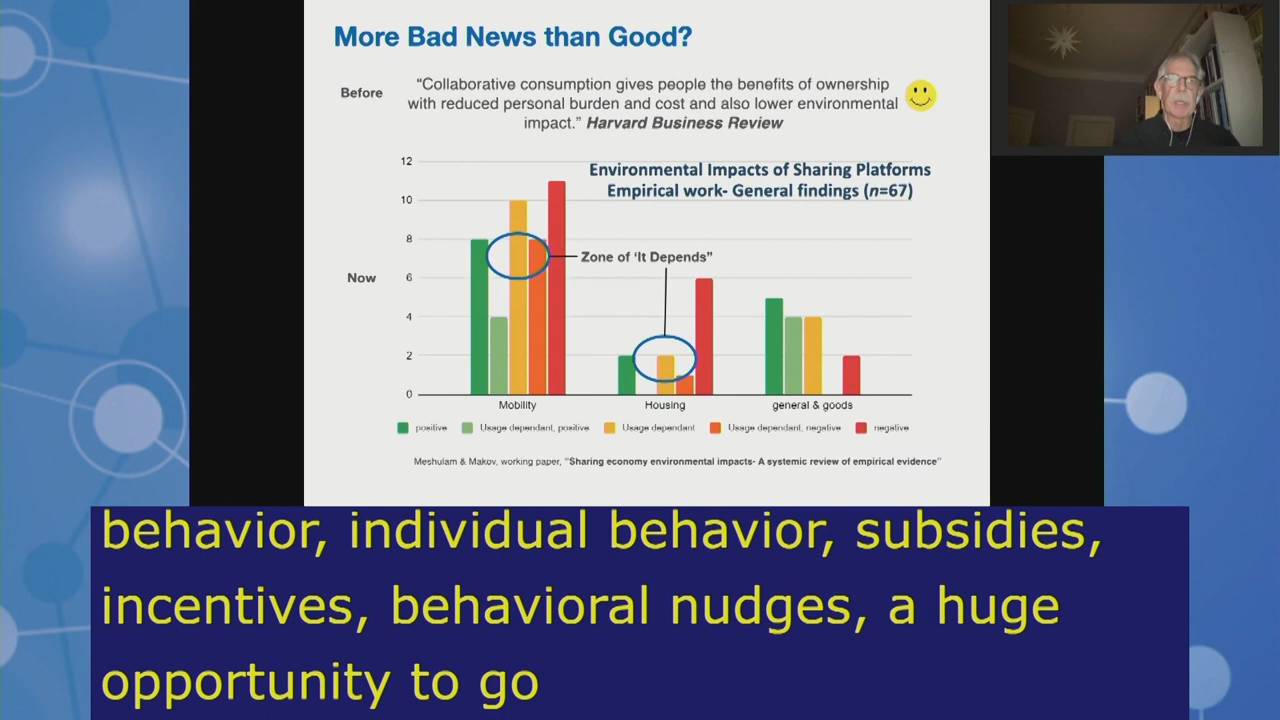 More Bad News than Good?
Before
“Collaborative consumption gives people the benefits of ownership
with reduced personal burden and cost and also lower environmental
impact.” Harvard Business Review
Environmental Impacts of Sharing Platforms
Empirical work- General findings (n=67)
Zone of ‘It Depends”
Now
12
10
8
6
4
2
0
Mobility
Housing
general & goods
positive
Usage dependant, positive
Usage dependant
Usage dependant, negative
negative
Meshulam & Makov, working paper, “Sharing economy environmental impacts- A systemic review of empirical evidence”
behavior, individual behavior, subsidies,
incentives, behavioral nudges, a huge
opportunity to go